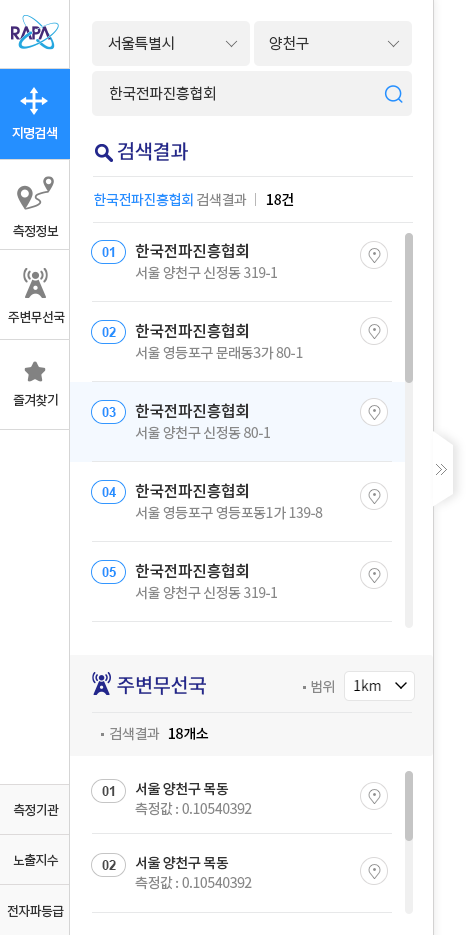 RAPA
지명검색
측정정보
주변무선국
즐겨찾기
측정기관
노출지수
전자파등급
서울특별시
양천구
한국전파진흥협회
검색결과
한국전파진흥협회 검색결과 | 18건
01 한국전파진흥협회
서울 양천구 신정동 319-1
02 한국전파진흥협회
서울 영등포구 문래동3가 80-1
03 한국전파진흥협회
서울 양천구 신정동 80-1
04 한국전파진흥협회
서울 영등포구 영등포동1가 139-8
05 한국전파진흥협회
서울 양천구 신정동 319-1
주변무선국
▪ 범위 1km
▪ 검색결과 18개소
01 서울 양천구 목동
측정값 : 0.10540392
02 서울 양천구 목동
측정값 : 0.10540392